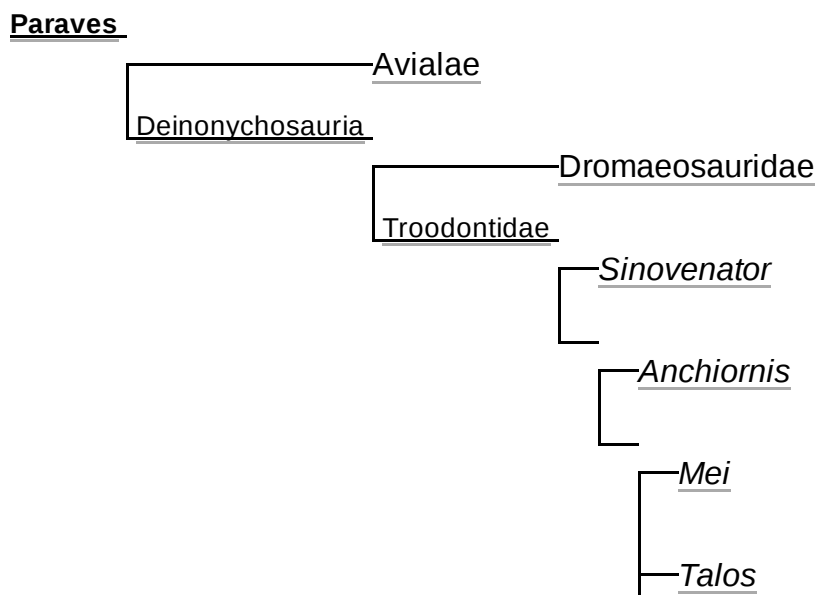 Paraves
Avialae
Deinonychosauria
Dromaeosauridae
Troodontidae
Sinovenator
Anchiornis
Mei
Talos